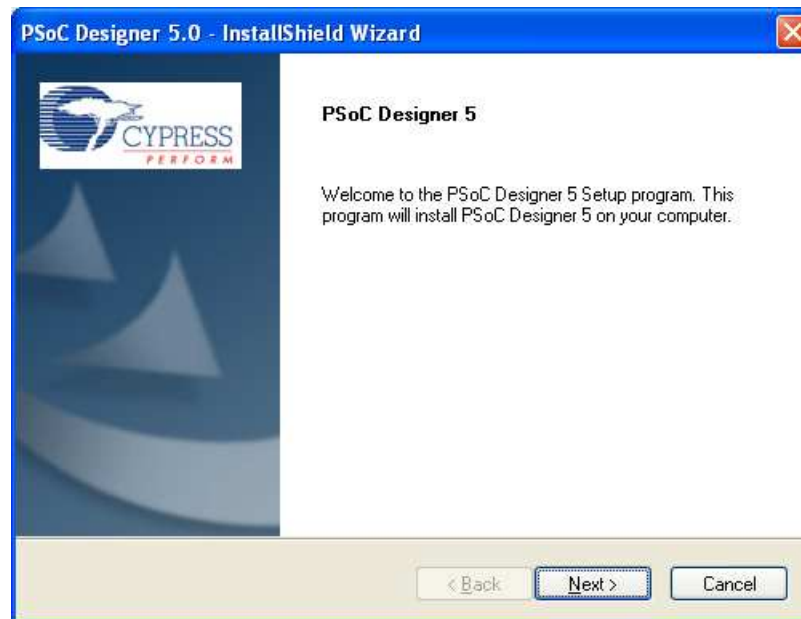 PSoC Designer 5.0 - InstallShield Wizard
CYPRESS
PERFORM
PSoC Designer 5
Welcome to the PSoC Designer 5 Setup program. This
program will install PSoC Designer 5 on your computer.
< Back Next > Cancel